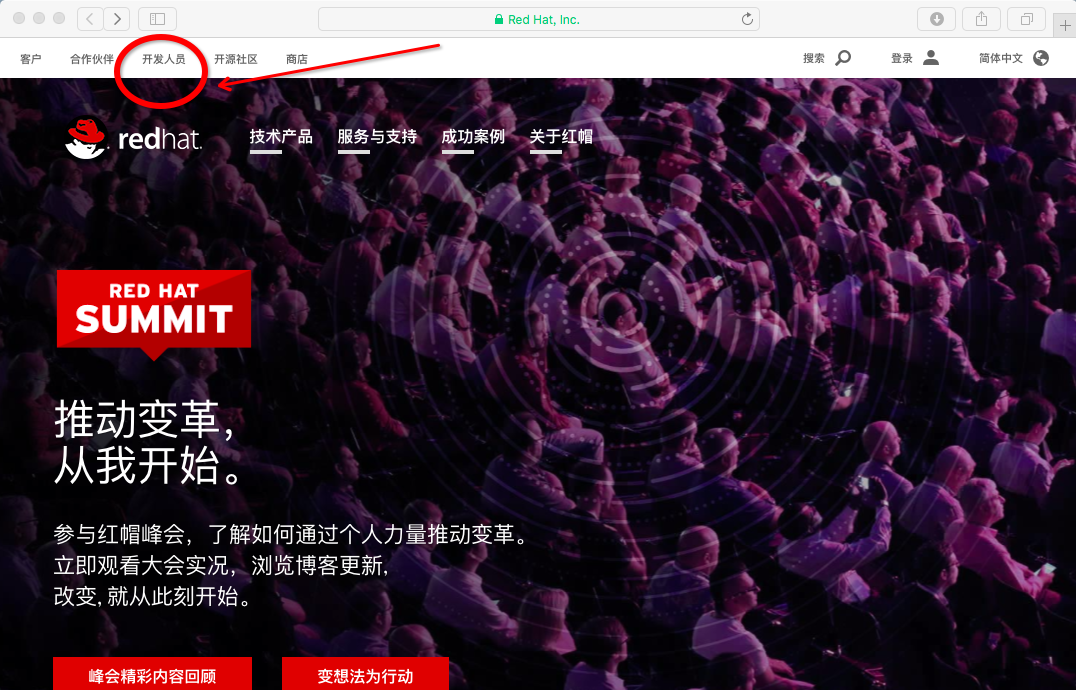 Red Hat, Inc.
客户 合作伙伴 开发人员 开源社区 商店 搜索 登录 简体中文
redhat.
技术产品 服务与支持 成功案例 关于红帽
RED HAT
SUMMIT
推动变革，
从我开始。
参与红帽峰会，了解如何通过个人力量推动变革。
立即观看大会实况，浏览博客更新,
改变, 就从此刻开始。
峰会精彩内容回顾 变想法为行动